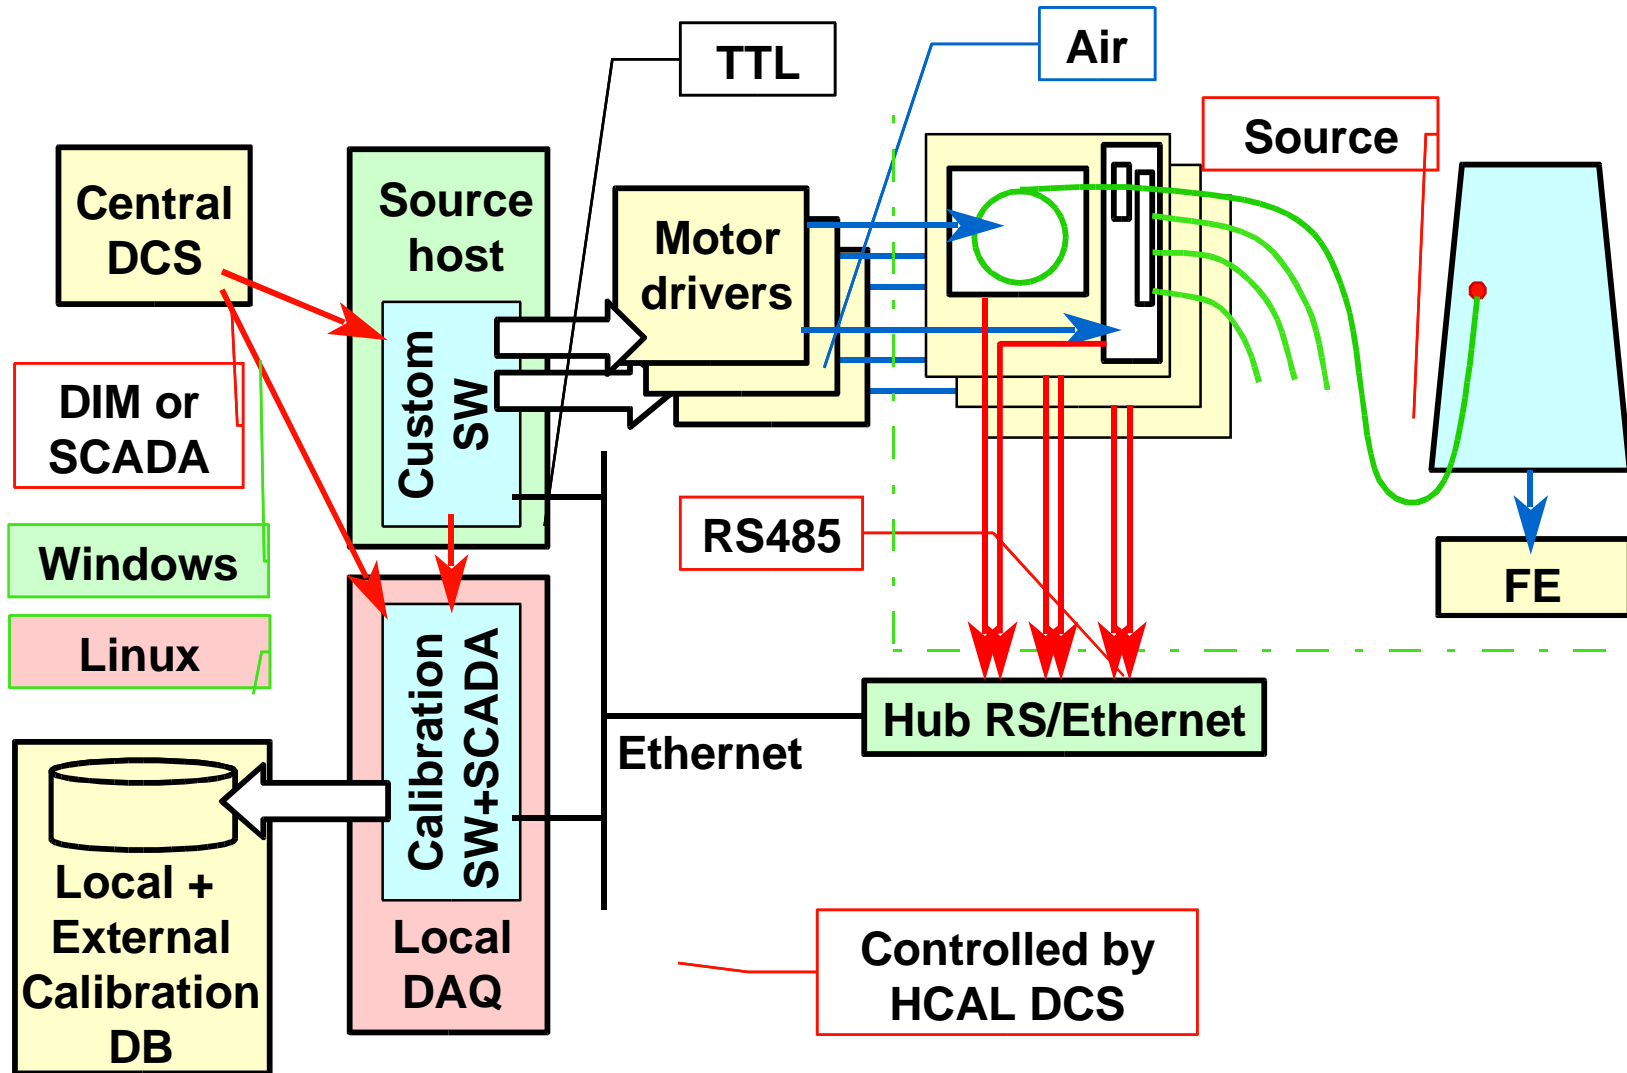 TTL
Air
Source
Central
DCS
Source
host
Motor
drivers
Custom
SW
DIM or
SCADA
RS485
Windows
FE
Linux
Calibration
SW+SCADA
Hub RS/Ethernet
Ethernet
Local +
External
Calibration
DB
Local
DAQ
Controlled by
HCAL DCS